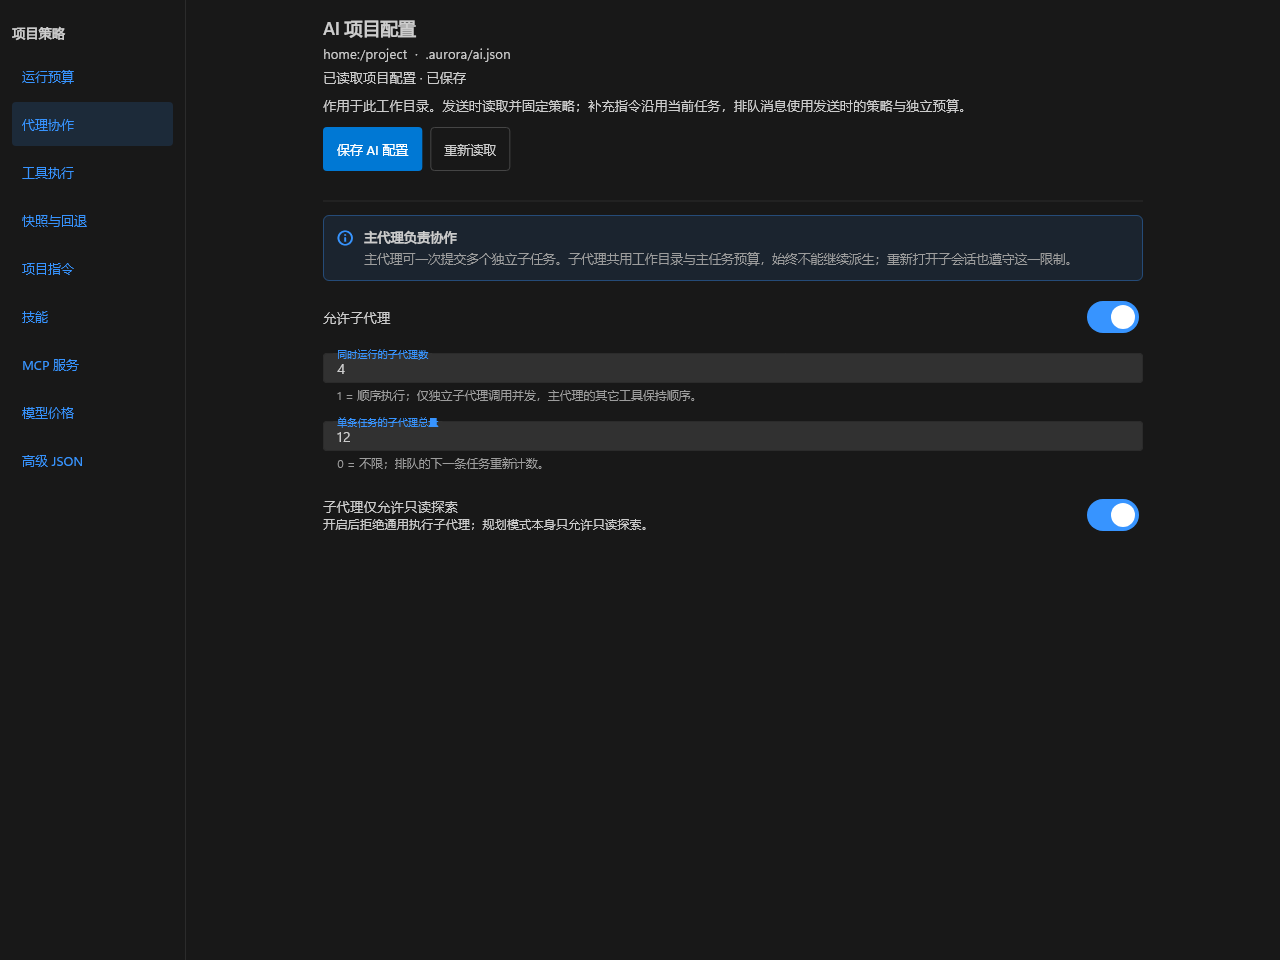 项目策略
运行预算
代理协作
工具执行
快照与回退
项目指令
技能
MCP 服务
模型价格
高级 JSON
AI 项目配置
home:/project · .aurora/ai.json
已读取项目配置 · 已保存
作用于此工作目录。发送时读取并固定策略；补充指令沿用当前任务，排队消息使用发送时的策略与独立预算。
保存 AI 配置
重新读取
主代理负责协作
主代理可一次提交多个独立子任务。子代理共用工作目录与主任务预算，始终不能继续派生；重新打开子会话也遵守这一限制。
允许子代理
同时运行的子代理数
4
1 = 顺序执行；仅独立子代理调用并发，主代理的其它工具保持顺序。
单条任务的子代理总量
12
0 = 不限；排队的下一条任务重新计数。
子代理仅允许只读探索
开启后拒绝通用执行子代理；规划模式本身只允许只读探索。